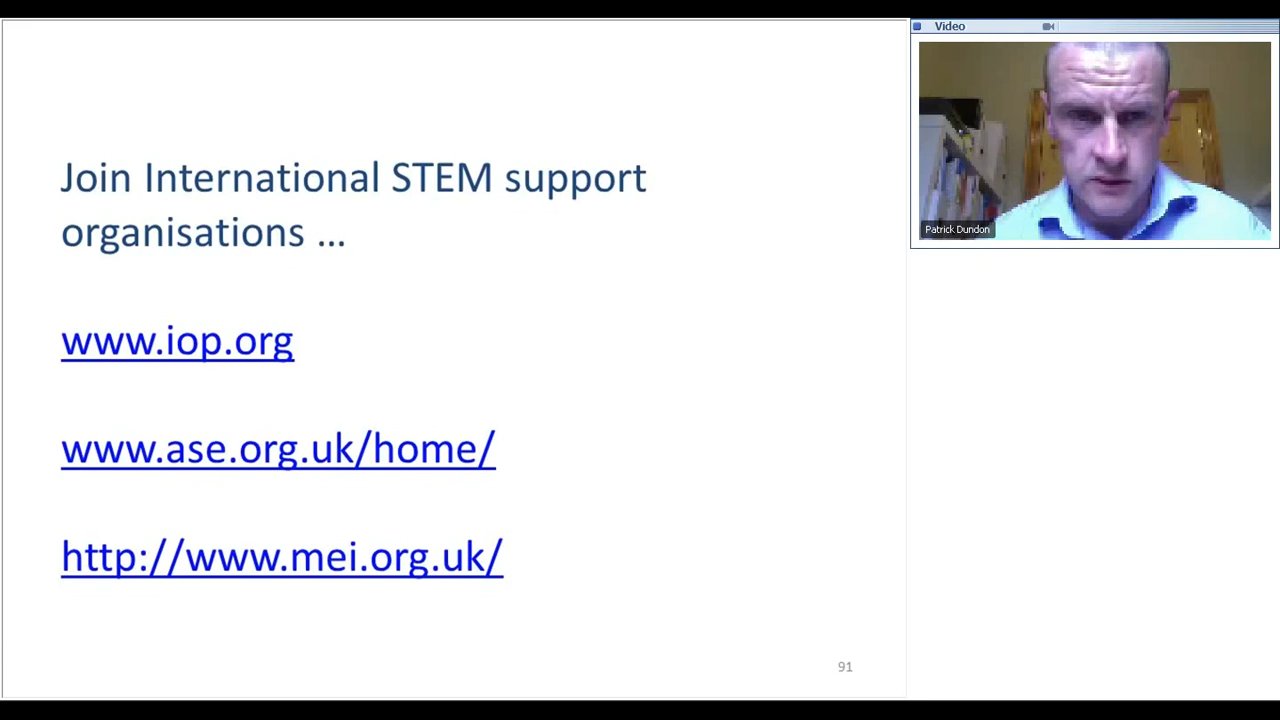 Join International STEM support
organisations ...
www.iop.org
www.ase.org.uk/home/
http://www.mei.org.uk/
91
Video
Patrick Dundon